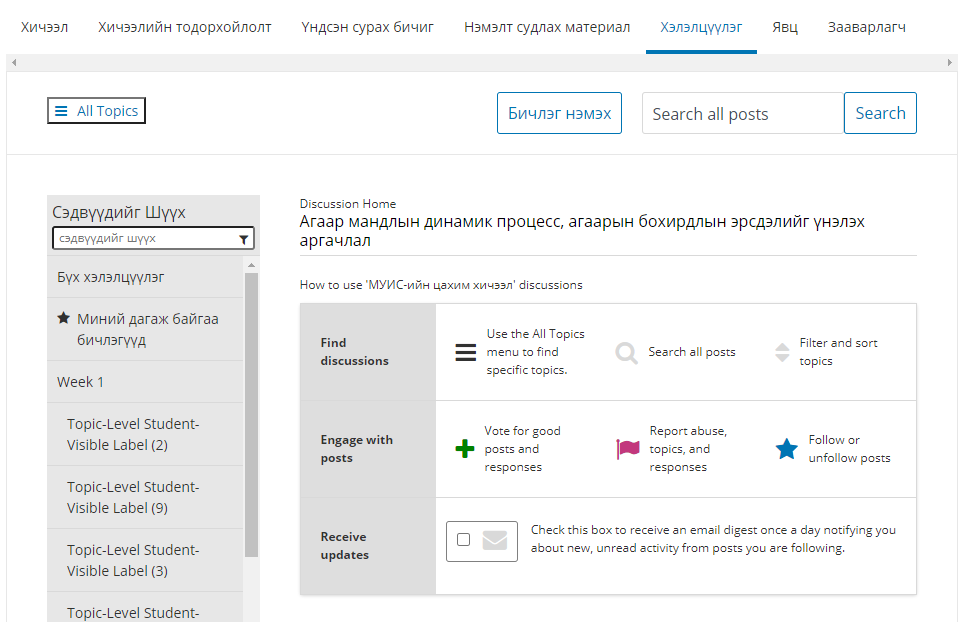 Хичээл Хичээлийн тодорхойлолт Үндсэн сурах бичиг Нэмэлт судлах материал Хэлэлцүүлэг Явц Зааварлагч
All Topics
Бичлэг нэмэх
Search all posts
Search
Сэдвүүдийг Шүүх
сэдвүүдийг шүүх
Бүх хэлэлцүүлэг
Миний дагаж байгаа
бичлэгүүд
Week 1
Topic-Level Student-
Visible Label (2)
Topic-Level Student-
Visible Label (9)
Topic-Level Student-
Visible Label (3)
Topic-Level Student-
Discussion Home
Агаар мандлын динамик процесс, агаарын бохирдлын эрсдэлийг үнэлэх
аргачлал
How to use 'МУИС-ийн цахим хичээл' discussions
Find
discussions
Use the All Topics
menu to find
specific topics.
Search all posts
Filter and sort
topics
Engage with
posts
Vote for good
posts and
responses
Report abuse,
topics, and
responses
Follow or
unfollow posts
Receive
updates
Check this box to receive an email digest once a day notifying you
about new, unread activity from posts you are following.